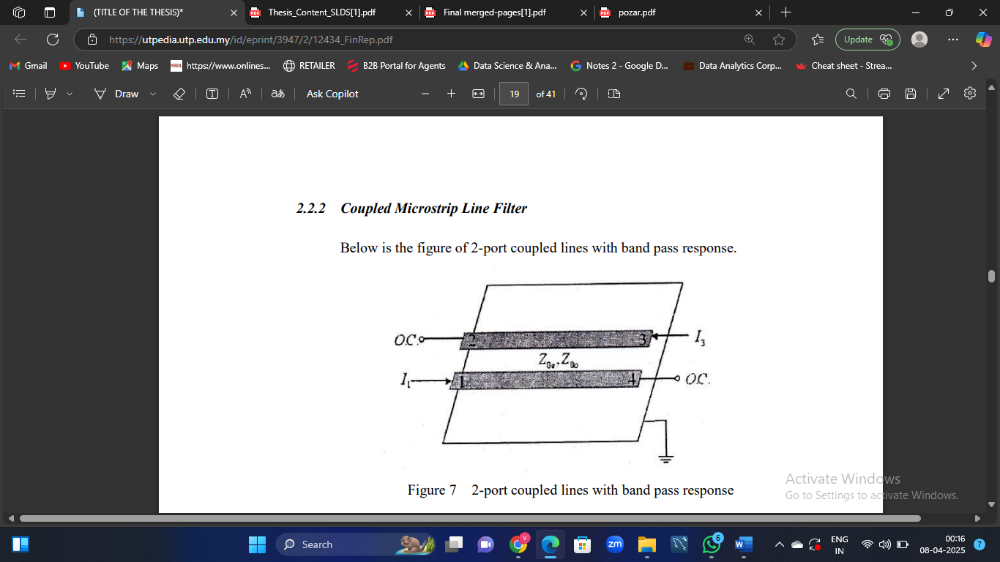 (TITLE OF THE THESIS)*
Thesis_Content_SLDS[1].pdf
Final merged-pages[1].pdf
pozar.pdf
https://utpedia.utp.edu.my/id/eprint/3947/2/12434_FinRep.pdf
Update
Gmail
YouTube
Maps
NSDL https://www.onlines...
RETAILER
B2B Portal for Agents
Data Science & Ana...
Notes 2 - Google D...
Data Analytics Corp...
Cheat sheet - Strea...
Draw
Ask Copilot
19 of 41
2.2.2 Coupled Microstrip Line Filter
Below is the figure of 2-port coupled lines with band pass response.
O.C.
2
3
I3
Z0e, Z0o
I1
1
4
O.C.
Figure 7 2-port coupled lines with band pass response
Activate Windows
Go to Settings to activate Windows.
Search
V
zm
6
W
ENG
IN
00:16
08-04-2025
7